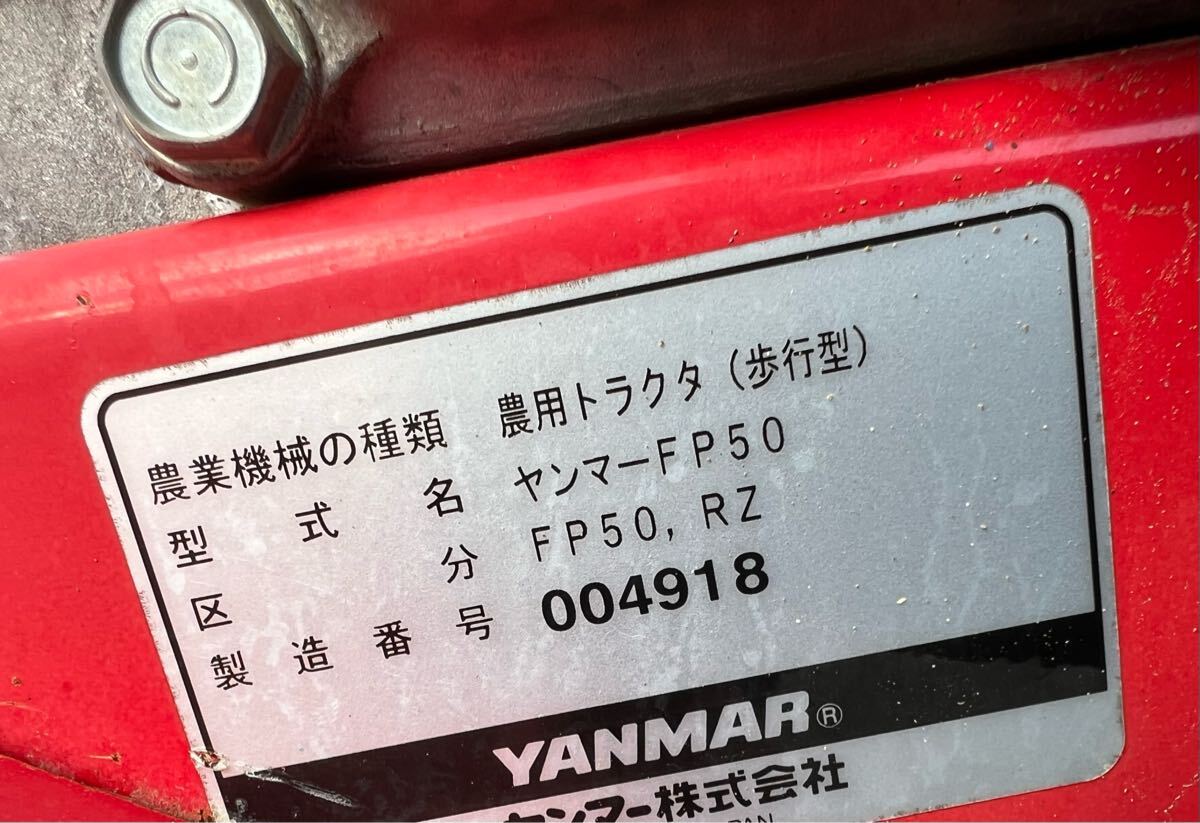 農業機械の種類 農用トラクタ(歩行型)
型式名 ヤンマーFP50
区分 FP50, RZ
製造番号 004918
YANMAR®
ヤンマー株式会社